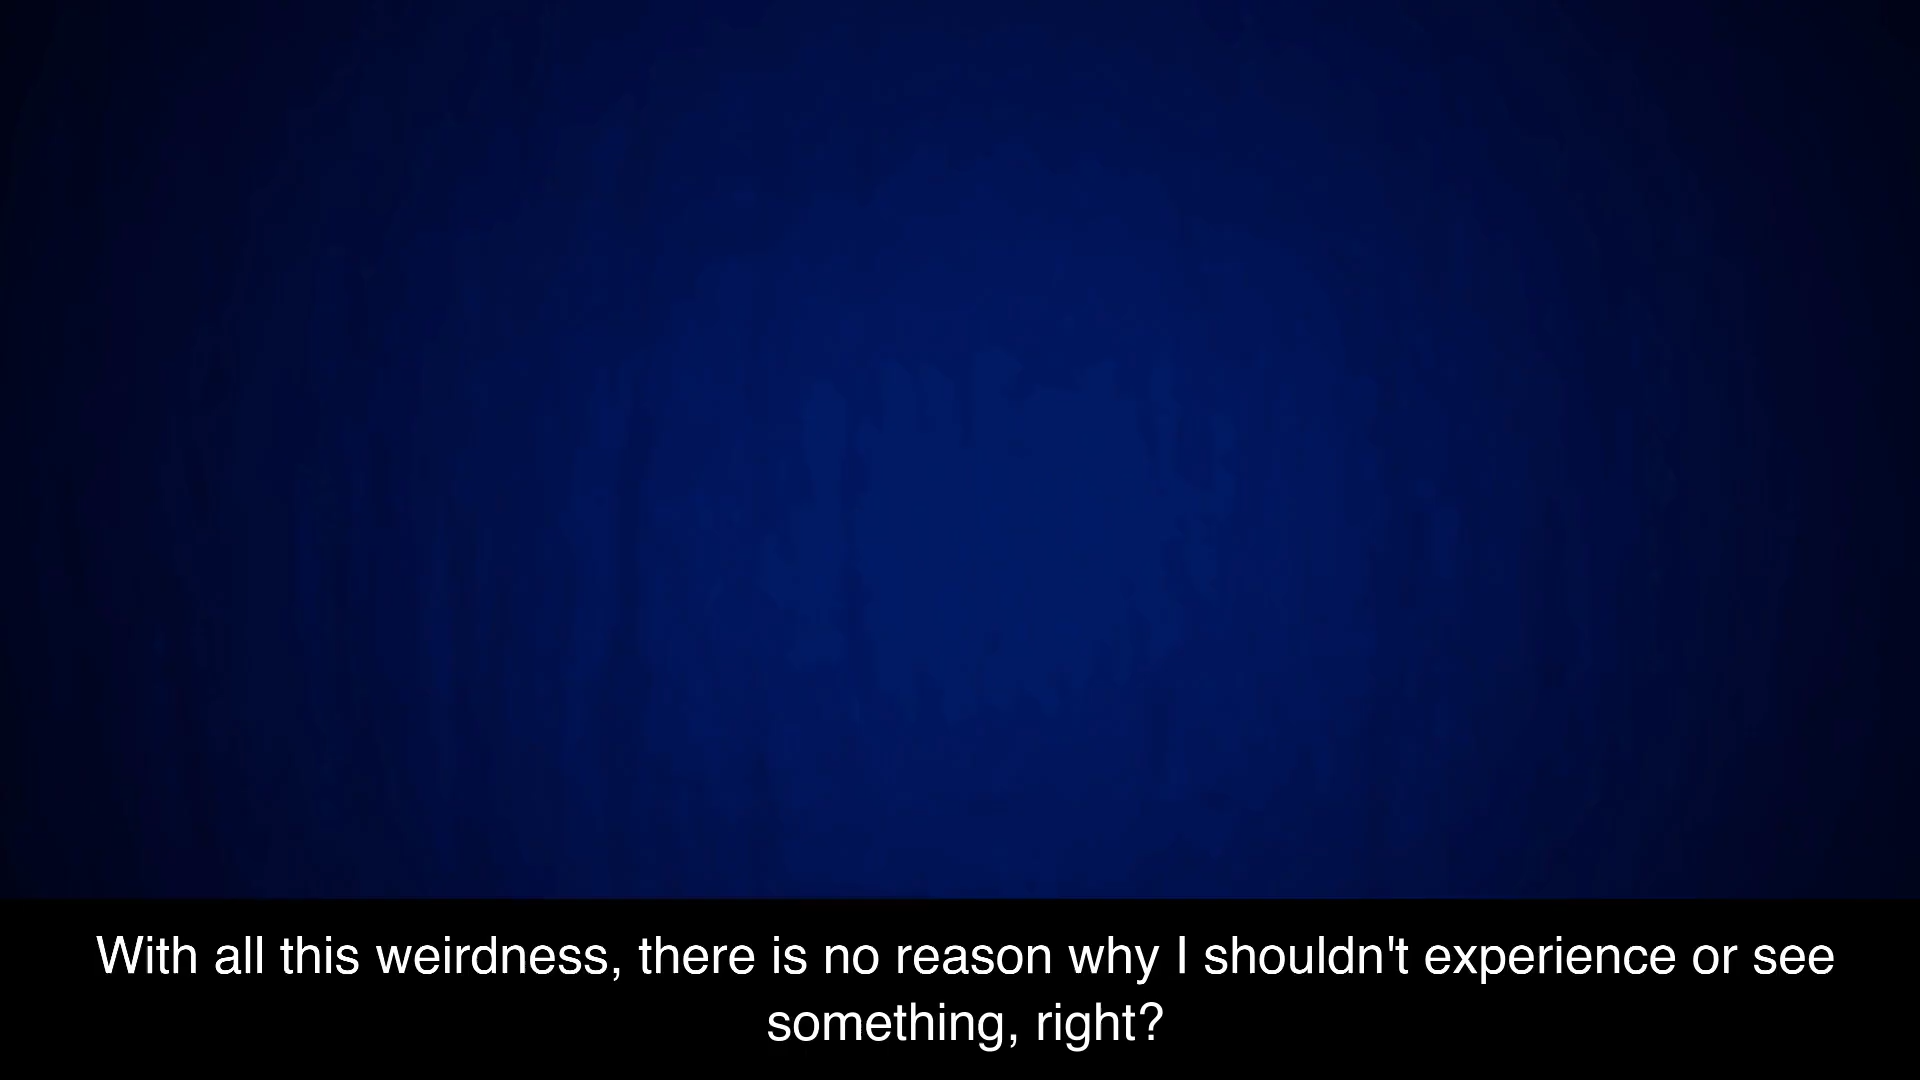 With all this weirdness, there is no reason why I shouldn't experience or see
something, right?